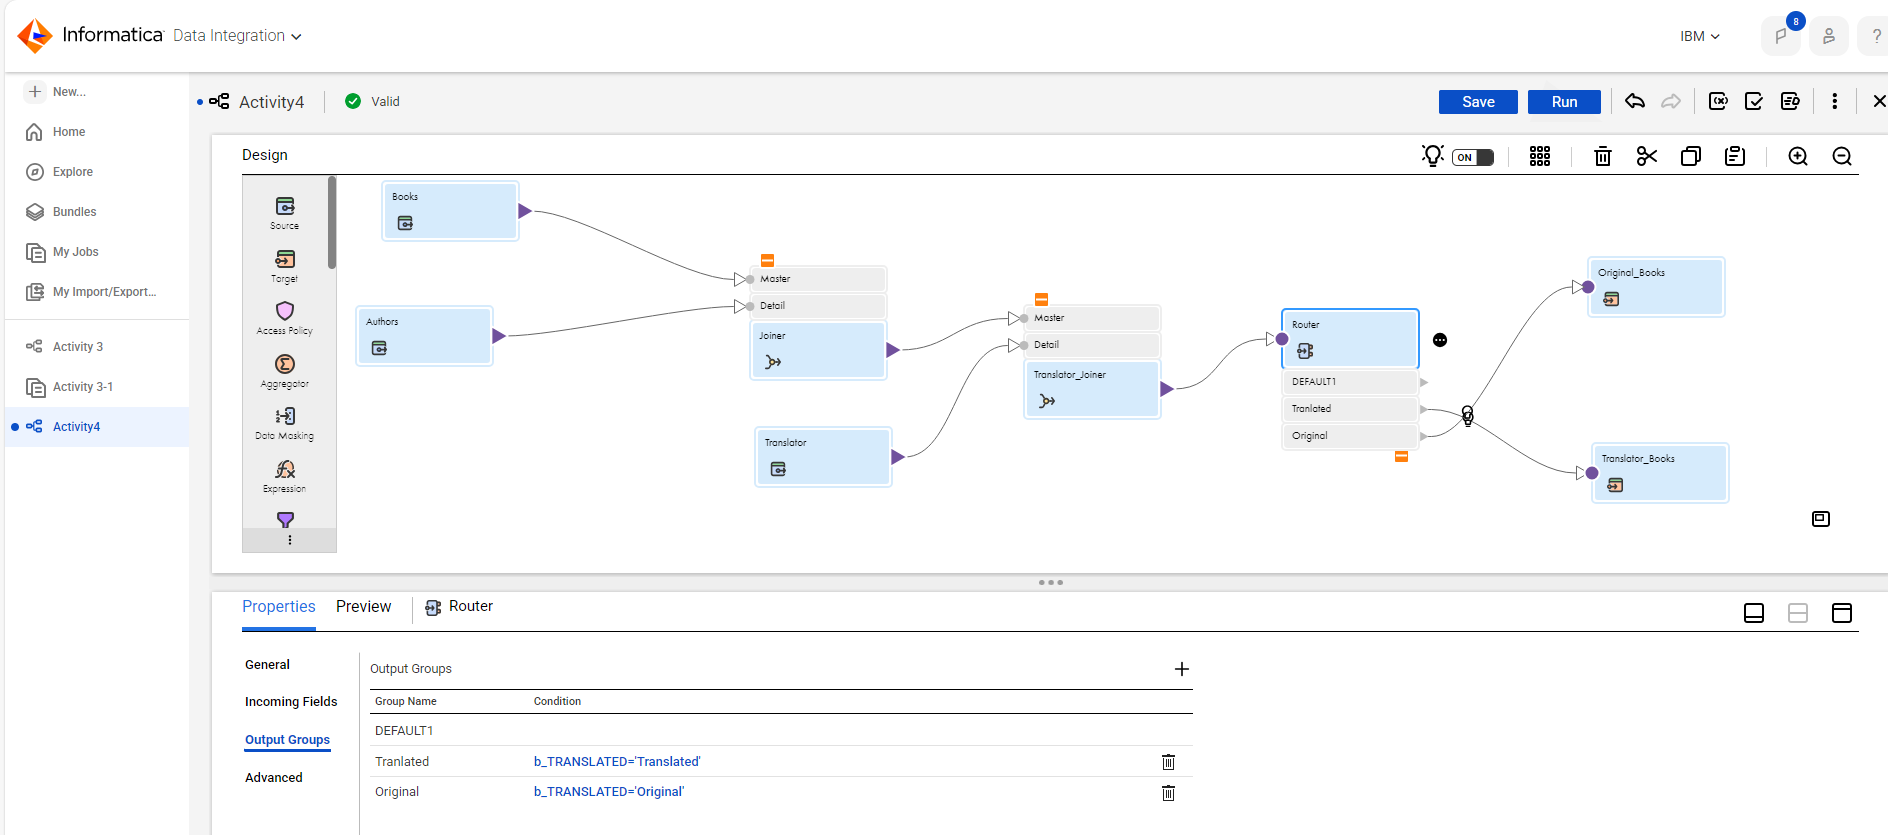 Informatica Data Integration
IBM
8
?
New...
Home
Explore
Bundles
My Jobs
My Import/Export...
Activity 3
Activity 3-1
Activity4
Activity4
Valid
Save
Run
Design
ON
Source
Target
Access Policy
Aggregator
Data Masking
Expression
Books
Authors
Master
Detail
Joiner
Translator
Master
Detail
Translator_Joiner
Router
DEFAULT1
Tranlated
Original
Original_Books
Translator_Books
Properties
Preview
Router
General
Incoming Fields
Output Groups
Advanced
Output Groups
Group Name Condition
DEFAULT1
Tranlated b_TRANSLATED='Translated'
Original b_TRANSLATED='Original'